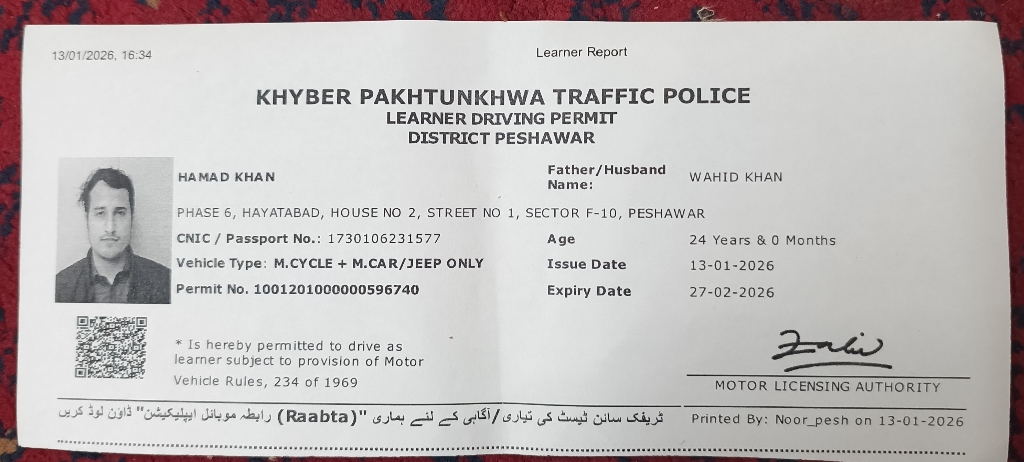 13/01/2026, 16:34
Learner Report
KHYBER PAKHTUNKHWA TRAFFIC POLICE
LEARNER DRIVING PERMIT
DISTRICT PESHAWAR
HAMAD KHAN
Father/Husband Name: WAHID KHAN
PHASE 6, HAYATABAD, HOUSE NO 2, STREET NO 1, SECTOR F-10, PESHAWAR
CNIC / Passport No.: 1730106231577
Age 24 Years & 0 Months
Vehicle Type: M.CYCLE + M.CAR/JEEP ONLY
Issue Date 13-01-2026
Permit No. 1001201000000596740
Expiry Date 27-02-2026
* Is hereby permitted to drive as
learner subject to provision of Motor
Vehicle Rules, 234 of 1969
MOTOR LICENSING AUTHORITY
ٹریفک سائن ٹیسٹ کی تیاری/آگاہی کے لئے ہماری "(Raabta) رابطہ موبائل ایپلیکیشن" ڈاؤن لوڈ کریں
Printed By: Noor_pesh on 13-01-2026